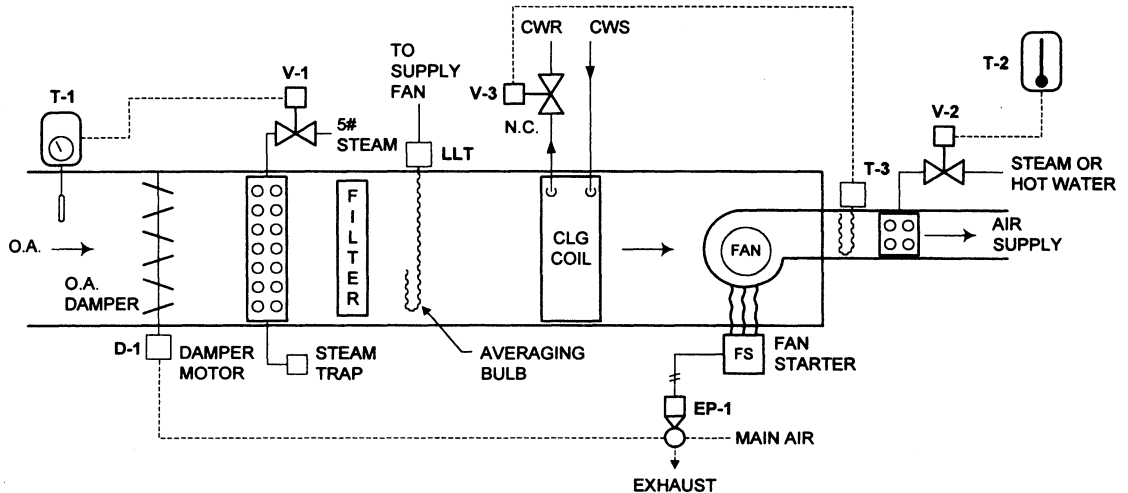 CWR
CWS
T-2
TO
SUPPLY
FAN
V-1
T-1
V-3
V-2
N.C.
5#
STEAM
LLT
T-3
STEAM OR
HOT WATER
FILTER
O.A.
CLG
COIL
FAN
AIR
SUPPLY
O.A.
DAMPER
D-1
DAMPER
MOTOR
STEAM
TRAP
AVERAGING
BULB
FS
FAN
STARTER
EP-1
MAIN AIR
EXHAUST